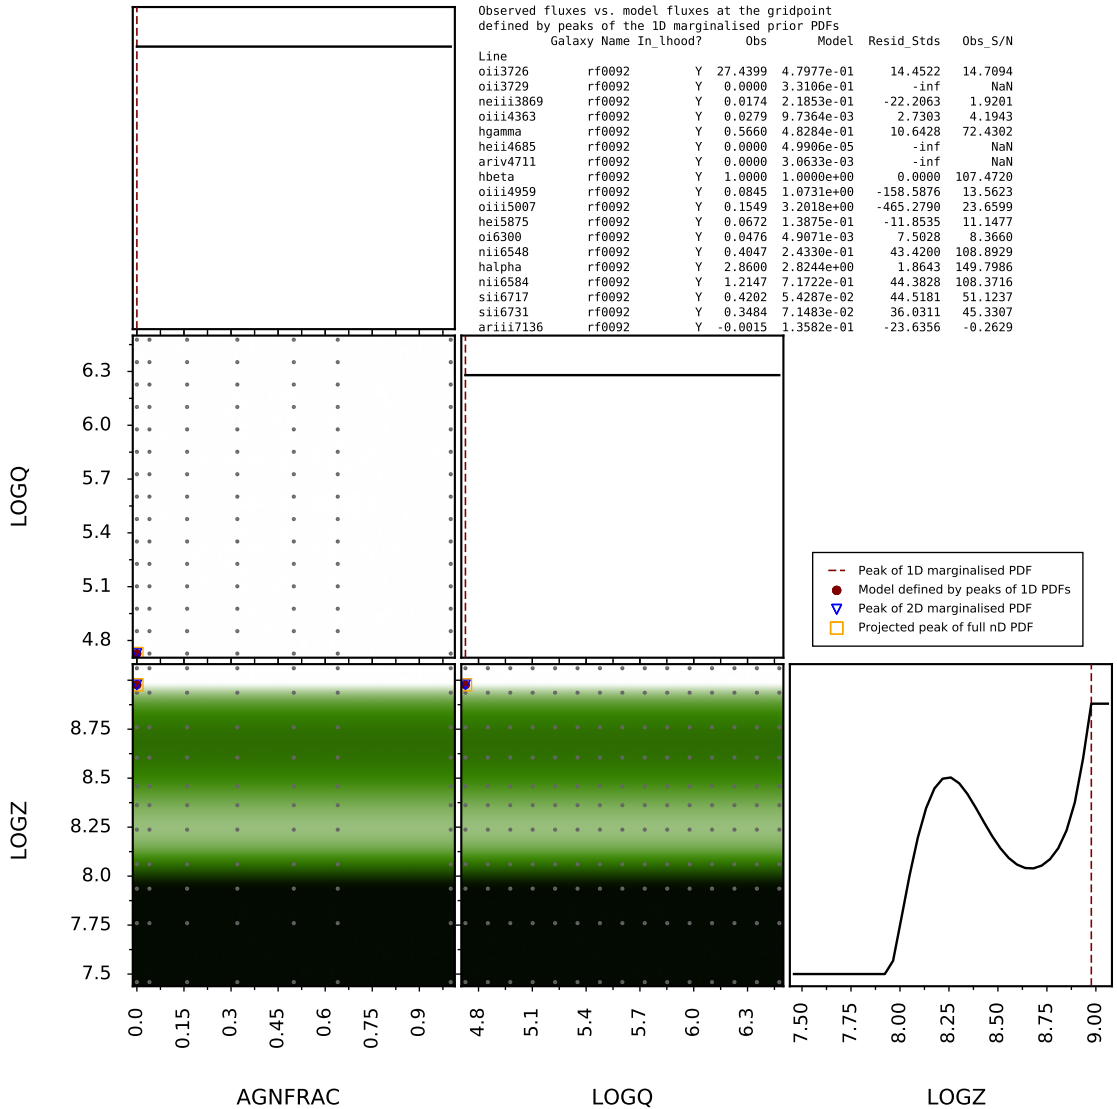 Observed fluxes vs. model fluxes at the gridpoint
defined by peaks of the 1D marginalised prior PDFs
Galaxy Name In_lhood? Obs Model Resid_Stds Obs_S/N
Line
oii3726 rf0092 Y 27.4399 4.7977e-01 14.4522 14.7094
oii3729 rf0092 Y 0.0000 3.3106e-01 -inf NaN
neiii3869 rf0092 Y 0.0174 2.1853e-01 -22.2063 1.9201
oiii4363 rf0092 Y 0.0279 9.7364e-03 2.7303 4.1943
hgamma rf0092 Y 0.5660 4.8284e-01 10.6428 72.4302
heii4685 rf0092 Y 0.0000 4.9906e-05 -inf NaN
ariv4711 rf0092 Y 0.0000 3.0633e-03 -inf NaN
hbeta rf0092 Y 1.0000 1.0000e+00 0.0000 107.4720
oiii4959 rf0092 Y 0.0845 1.0731e+00 -158.5876 13.5623
oiii5007 rf0092 Y 0.1549 3.2018e+00 -465.2790 23.6599
hei5875 rf0092 Y 0.0672 1.3875e-01 -11.8535 11.1477
oi6300 rf0092 Y 0.0476 4.9071e-03 7.5028 8.3660
nii6548 rf0092 Y 0.4047 2.4330e-01 43.4200 108.8929
halpha rf0092 Y 2.8600 2.8244e+00 1.8643 149.7986
nii6584 rf0092 Y 1.2147 7.1722e-01 44.3828 108.3716
sii6717 rf0092 Y 0.4202 5.4287e-02 44.5181 51.1237
sii6731 rf0092 Y 0.3484 7.1483e-02 36.0311 45.3307
ariii7136 rf0092 Y -0.0015 1.3582e-01 -23.6356 -0.2629
LOGQ
6.3
6.0
5.7
5.4
5.1
4.8
Peak of 1D marginalised PDF
Model defined by peaks of 1D PDFs
Peak of 2D marginalised PDF
Projected peak of full nD PDF
LOGZ
8.75
8.5
8.25
8.0
7.75
7.5
0.0 0.15 0.3 0.45 0.6 0.75 0.9
4.8 5.1 5.4 5.7 6.0 6.3
7.50 7.75 8.00 8.25 8.50 8.75 9.00
AGNFRAC LOGQ LOGZ